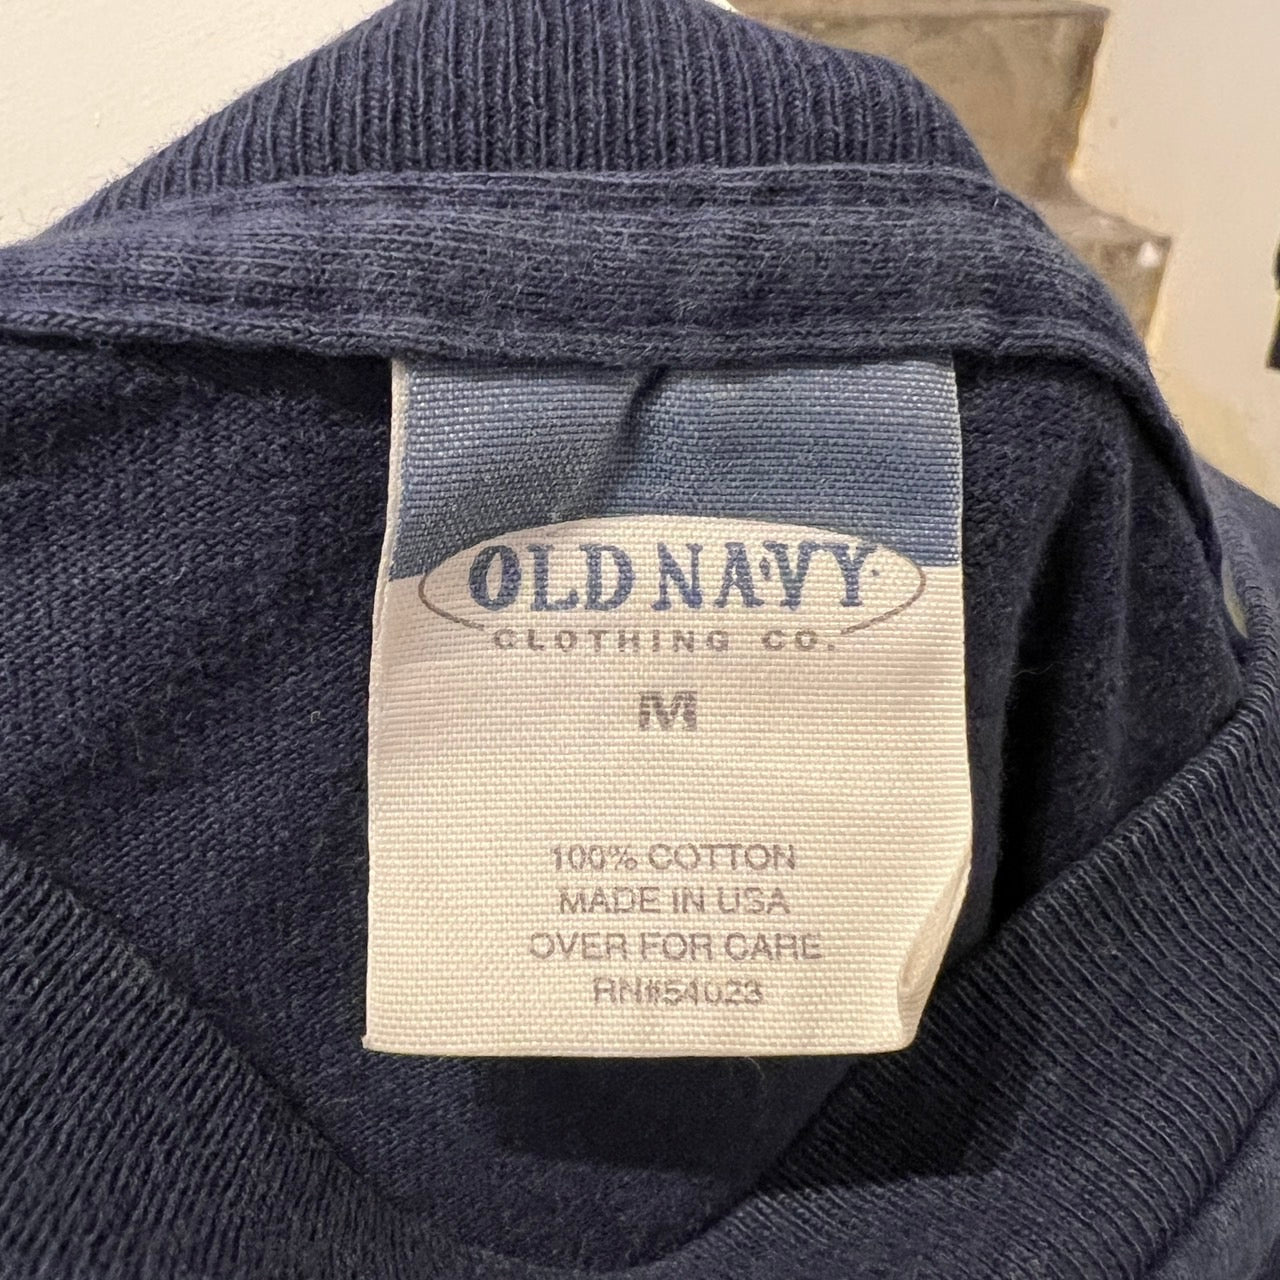 OLD NAVY
CLOTHING CO.
M
100% COTTON
MADE IN USA
OVER FOR CARE
RN#54023